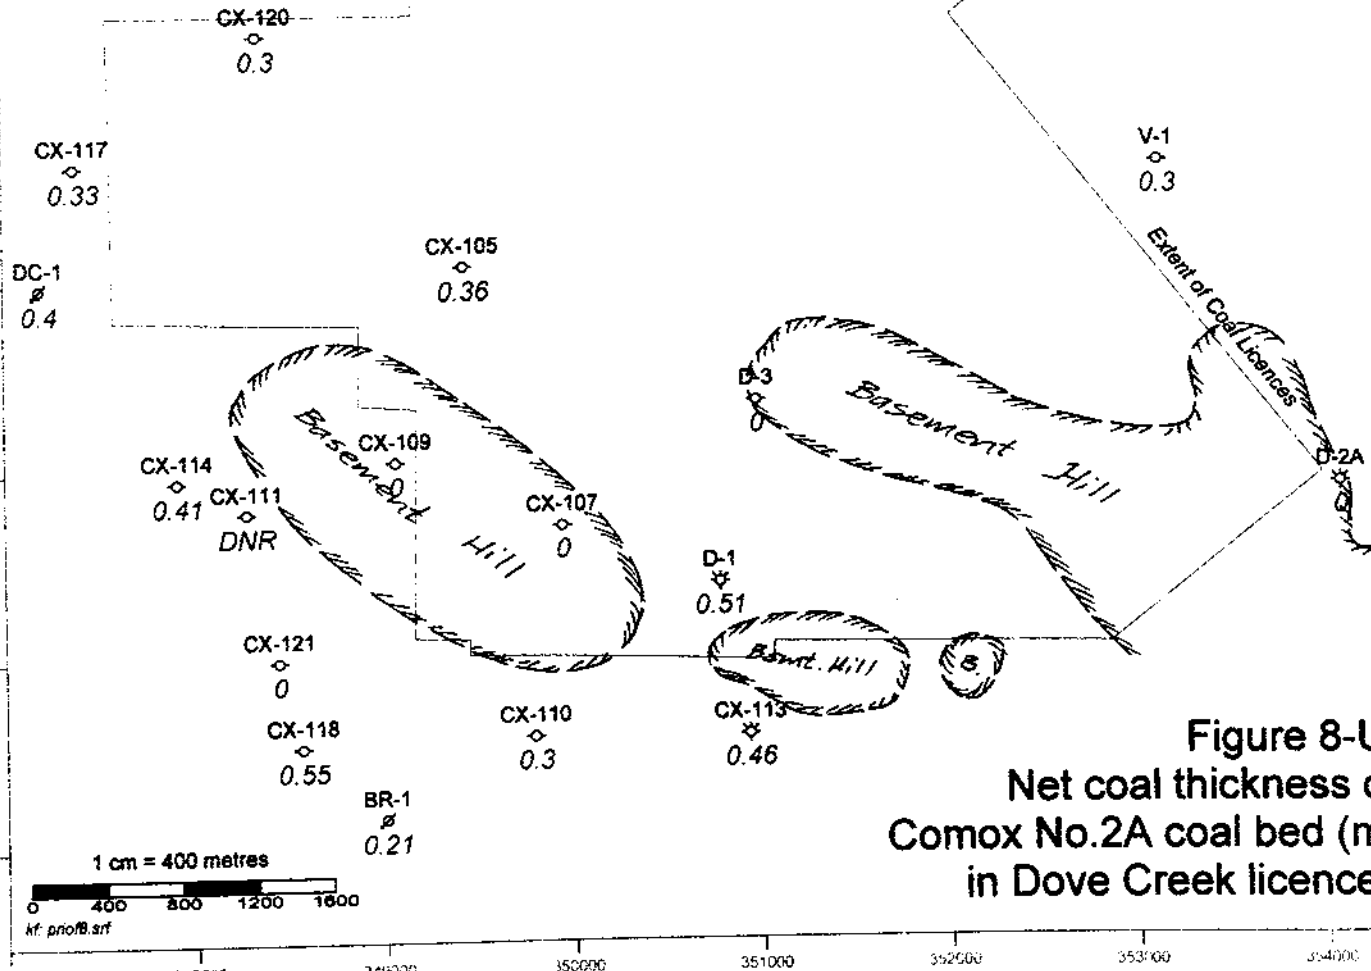 CX-120
0.3
V-1
0.3
CX-117
0.33
CX-105
0.36
DC-1
0.4
Extent of Coal Licences
D-3
0
Basement Hill
Basement Hill
CX-109
0
CX-114
0.41
CX-111
DNR
CX-107
0
D-2A
0
D-1
0.51
Bsmt. Hill
B.
CX-121
0
CX-118
0.55
CX-110
0.3
CX-113
0.46
BR-1
0.21
Figure 8-U
Net coal thickness
Comox No.2A coal bed (m
in Dove Creek licence
1 cm = 400 metres
0 400 800 1200 1600
kf: priof8.srf
350000 351000 352000 353000 354000